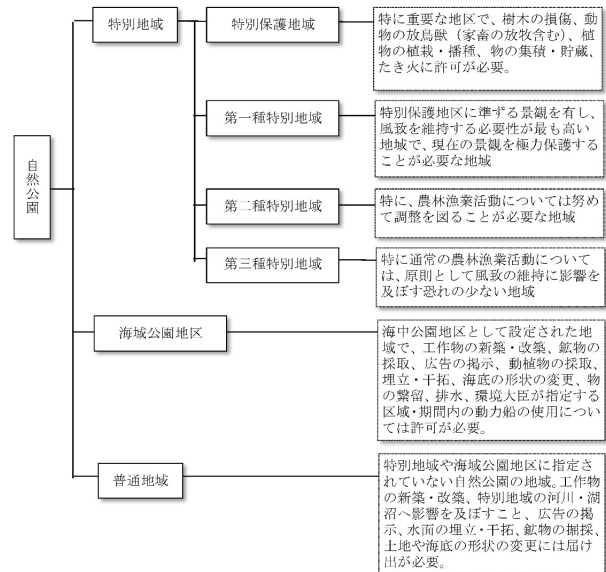 特別地域
特別保護地区
特に重要な地区で、樹木の損傷、動
物の放鳥獣（家畜の放牧含む）、植
物の植栽・播種、物の集積・貯蔵、
たき火に許可が必要。
第一種特別地域
特別保護地区に準ずる景観を有し、
風致を維持する必要性が最も高い
地域で、現在の景観を極力保護する
ことが必要な地域
自然公園
第二種特別地域
特に、農林漁業活動については努め
て調整を図ることが必要な地域
第三種特別地域
特に通常の農林漁業活動について
は、原則として風致の維持に影響を
及ぼす恐れの少ない地域
海域公園地区
海中公園地区として設定された地
域で、工作物の新築・改築、鉱物の
採取、広告の掲示、動植物の採取、
埋立・干拓、海底の形状の変更、物
の繋留、排水、環境大臣が指定する
区域・期間内の動力船の使用につい
ては許可が必要。
普通地域
特別地域や海域公園地区に指定さ
れていない自然公園の地域。工作物
の新築・改築、特別地域の河川・湖
沼へ影響を及ぼすこと、広告の掲
示、水面の埋立・干拓、鉱物の掘採、
土地や海底の形状の変更には届け
出が必要。